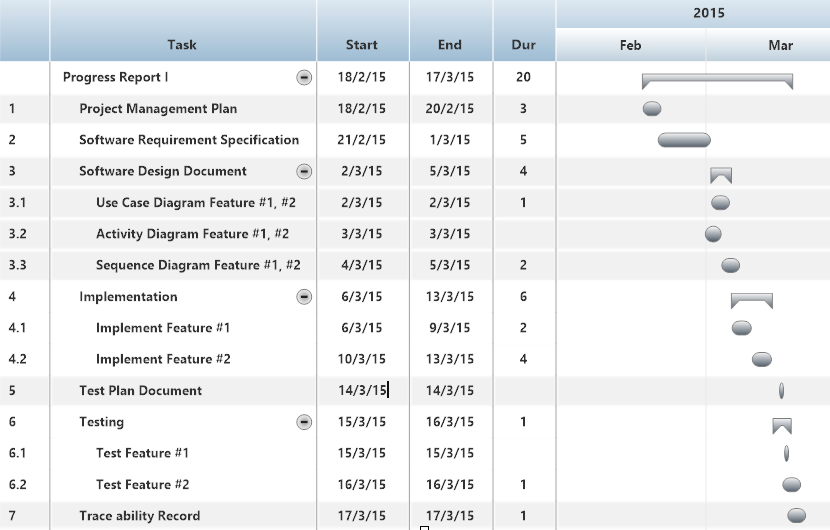 2015
Task Start End Dur Feb Mar
Progress Report I 18/2/15 17/3/15 20
1 Project Management Plan 18/2/15 20/2/15 3
2 Software Requirement Specification 21/2/15 1/3/15 5
3 Software Design Document 2/3/15 5/3/15 4
3.1 Use Case Diagram Feature #1, #2 2/3/15 2/3/15 1
3.2 Activity Diagram Feature #1, #2 3/3/15 3/3/15
3.3 Sequence Diagram Feature #1, #2 4/3/15 5/3/15 2
4 Implementation 6/3/15 13/3/15 6
4.1 Implement Feature #1 6/3/15 9/3/15 2
4.2 Implement Feature #2 10/3/15 13/3/15 4
5 Test Plan Document 14/3/15 14/3/15
6 Testing 15/3/15 16/3/15 1
6.1 Test Feature #1 15/3/15 15/3/15
6.2 Test Feature #2 16/3/15 16/3/15 1
7 Trace ability Record 17/3/15 17/3/15 1